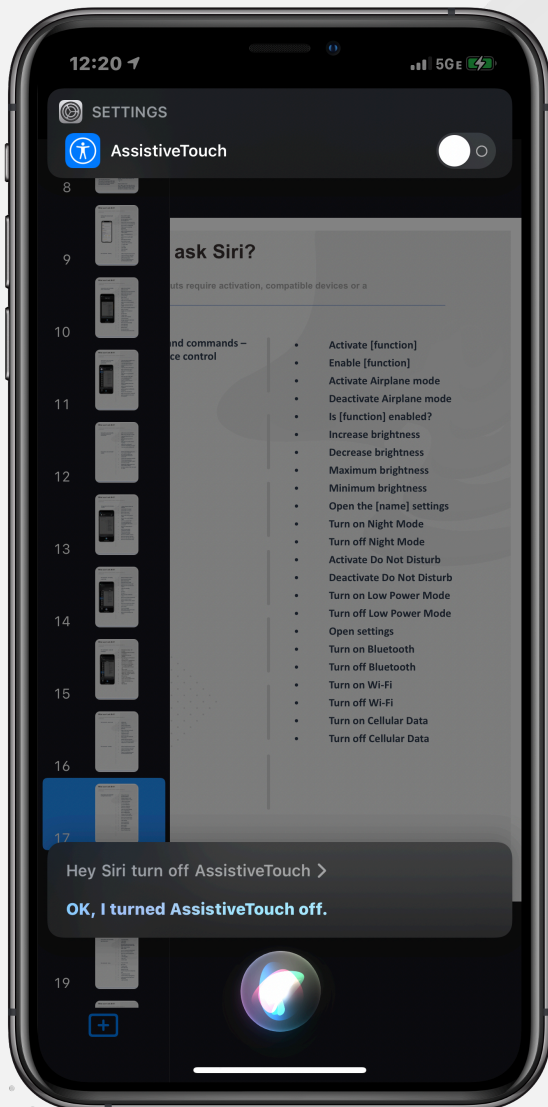 12:20
5GE
SETTINGS
AssistiveTouch
8
9
10
11
12
13
14
15
16
17
19
ask Siri?
uts require activation, compatible devices or a
nd commands –
ce control
• Activate [function]
• Enable [function]
• Activate Airplane mode
• Deactivate Airplane mode
• Is [function] enabled?
• Increase brightness
• Decrease brightness
• Maximum brightness
• Minimum brightness
• Open the [name] settings
• Turn on Night Mode
• Turn off Night Mode
• Activate Do Not Disturb
• Deactivate Do Not Disturb
• Turn on Low Power Mode
• Turn off Low Power Mode
• Open settings
• Turn on Bluetooth
• Turn off Bluetooth
• Turn on Wi-Fi
• Turn off Wi-Fi
• Turn on Cellular Data
• Turn off Cellular Data
Hey Siri turn off AssistiveTouch >
OK, I turned AssistiveTouch off.